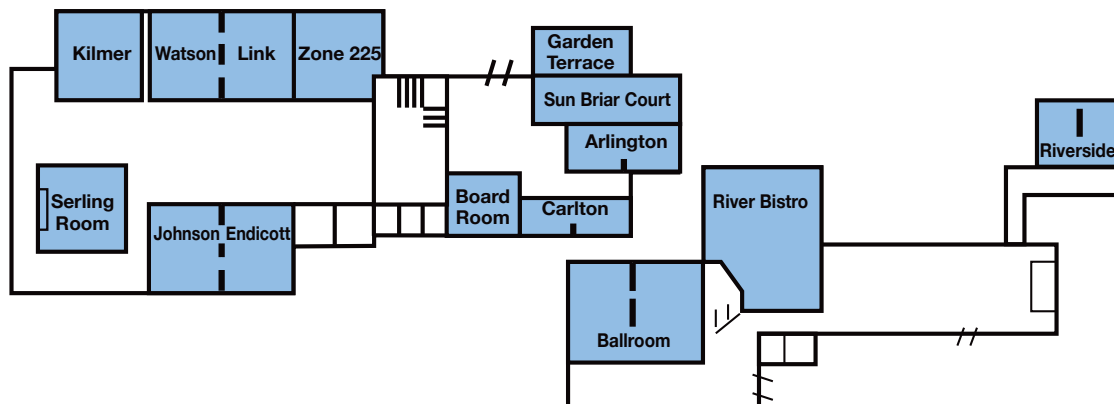 Kilmer
Watson
Link
Zone 225
Garden
Terrace
Sun Briar Court
Arlington
Riverside
Serling
Room
Board
Room
Carlton
River Bistro
Johnson
Endicott
Ballroom